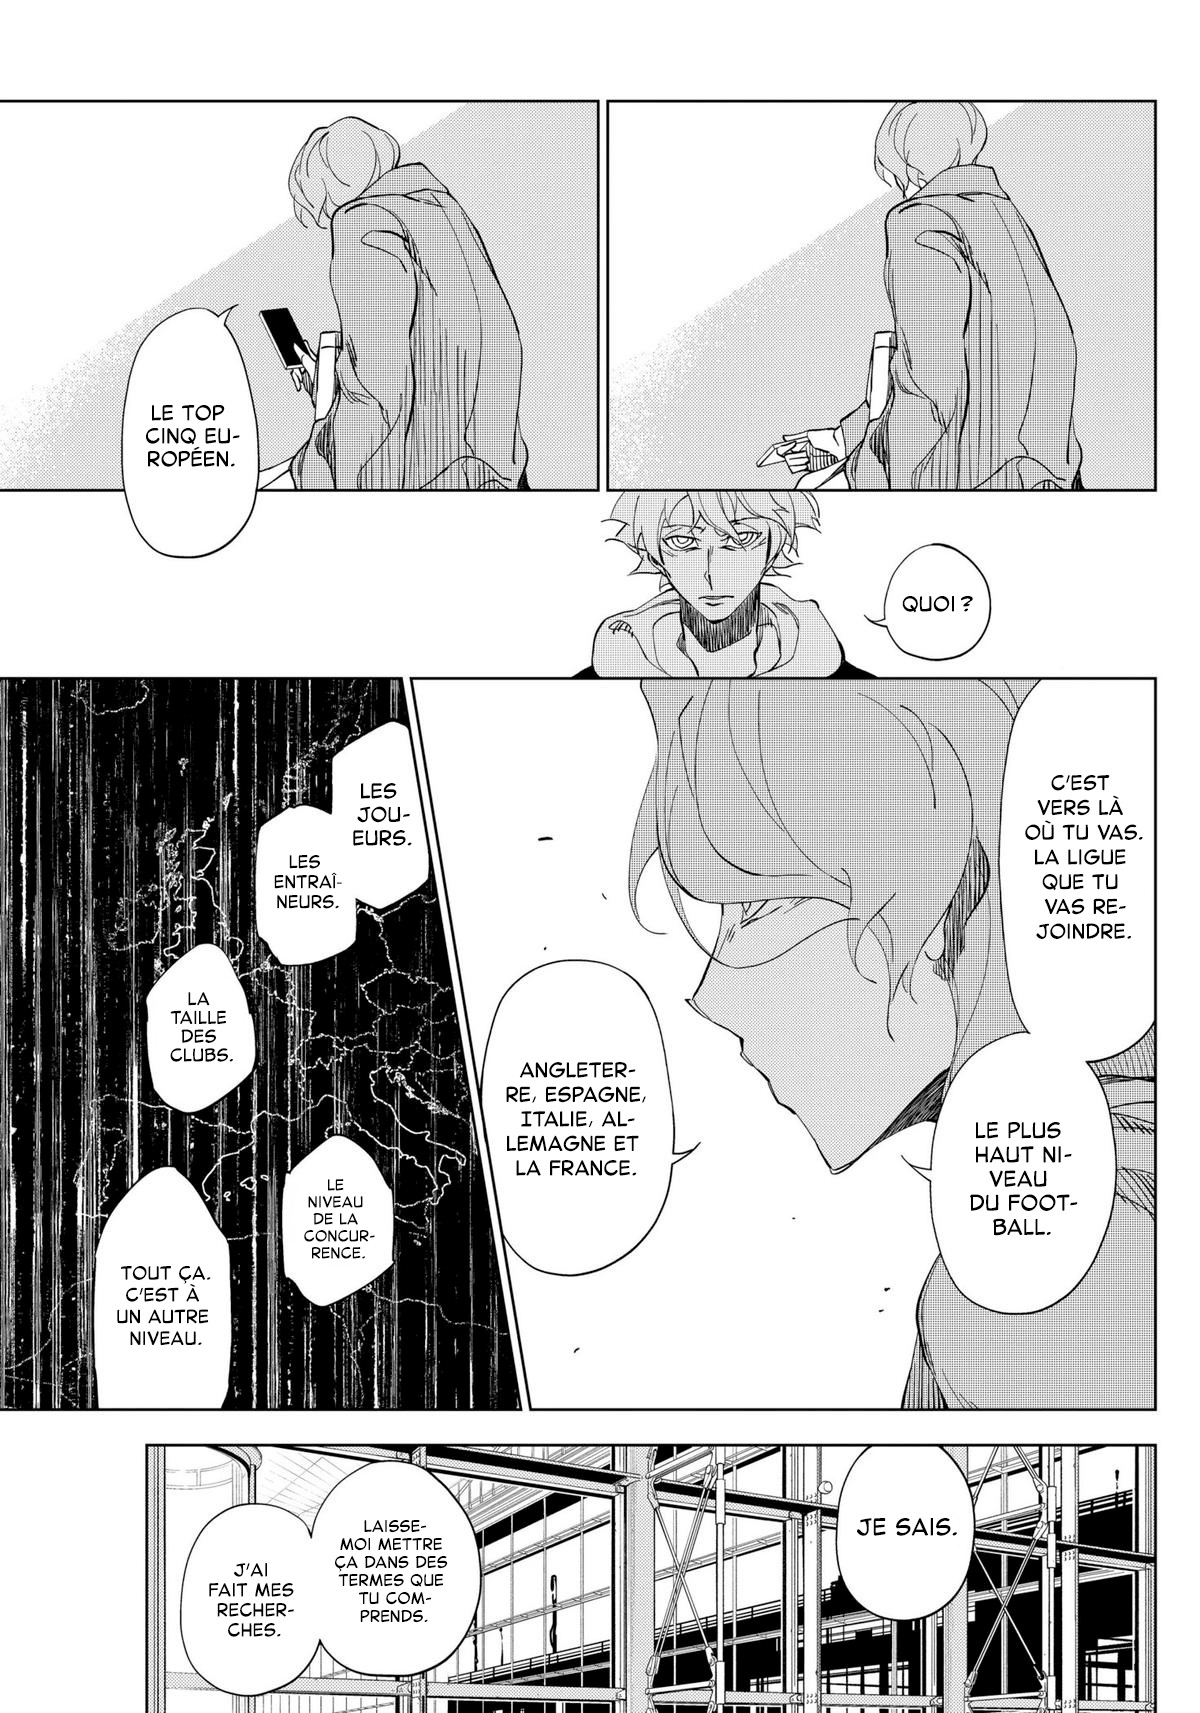 LE TOP
CINQ EU-
ROPÉEN.
QUOI ?
C'EST
VERS LÀ
OÙ TU VAS.
LA LIGUE
QUE TU
VAS RE-
JOINDRE.
LE PLUS
HAUT NI-
VEAU
DU FOOT-
BALL.
ANGLETER-
RE, ESPAGNE,
ITALIE, AL-
LEMAGNE ET
LA FRANCE.
LES
JOU-
EURS.
LES
ENTRAÎ-
NEURS.
LA
TAILLE
DES
CLUBS.
LE
NIVEAU
DE LA
CONCUR-
RENCE.
TOUT ÇA.
C'EST À
UN AUTRE
NIVEAU.
JE SAIS.
LAISSE-
MOI METTRE
ÇA DANS DES
TERMES QUE
TU COM-
PRENDS.
J'AI
FAIT MES
RECHER-
CHES.